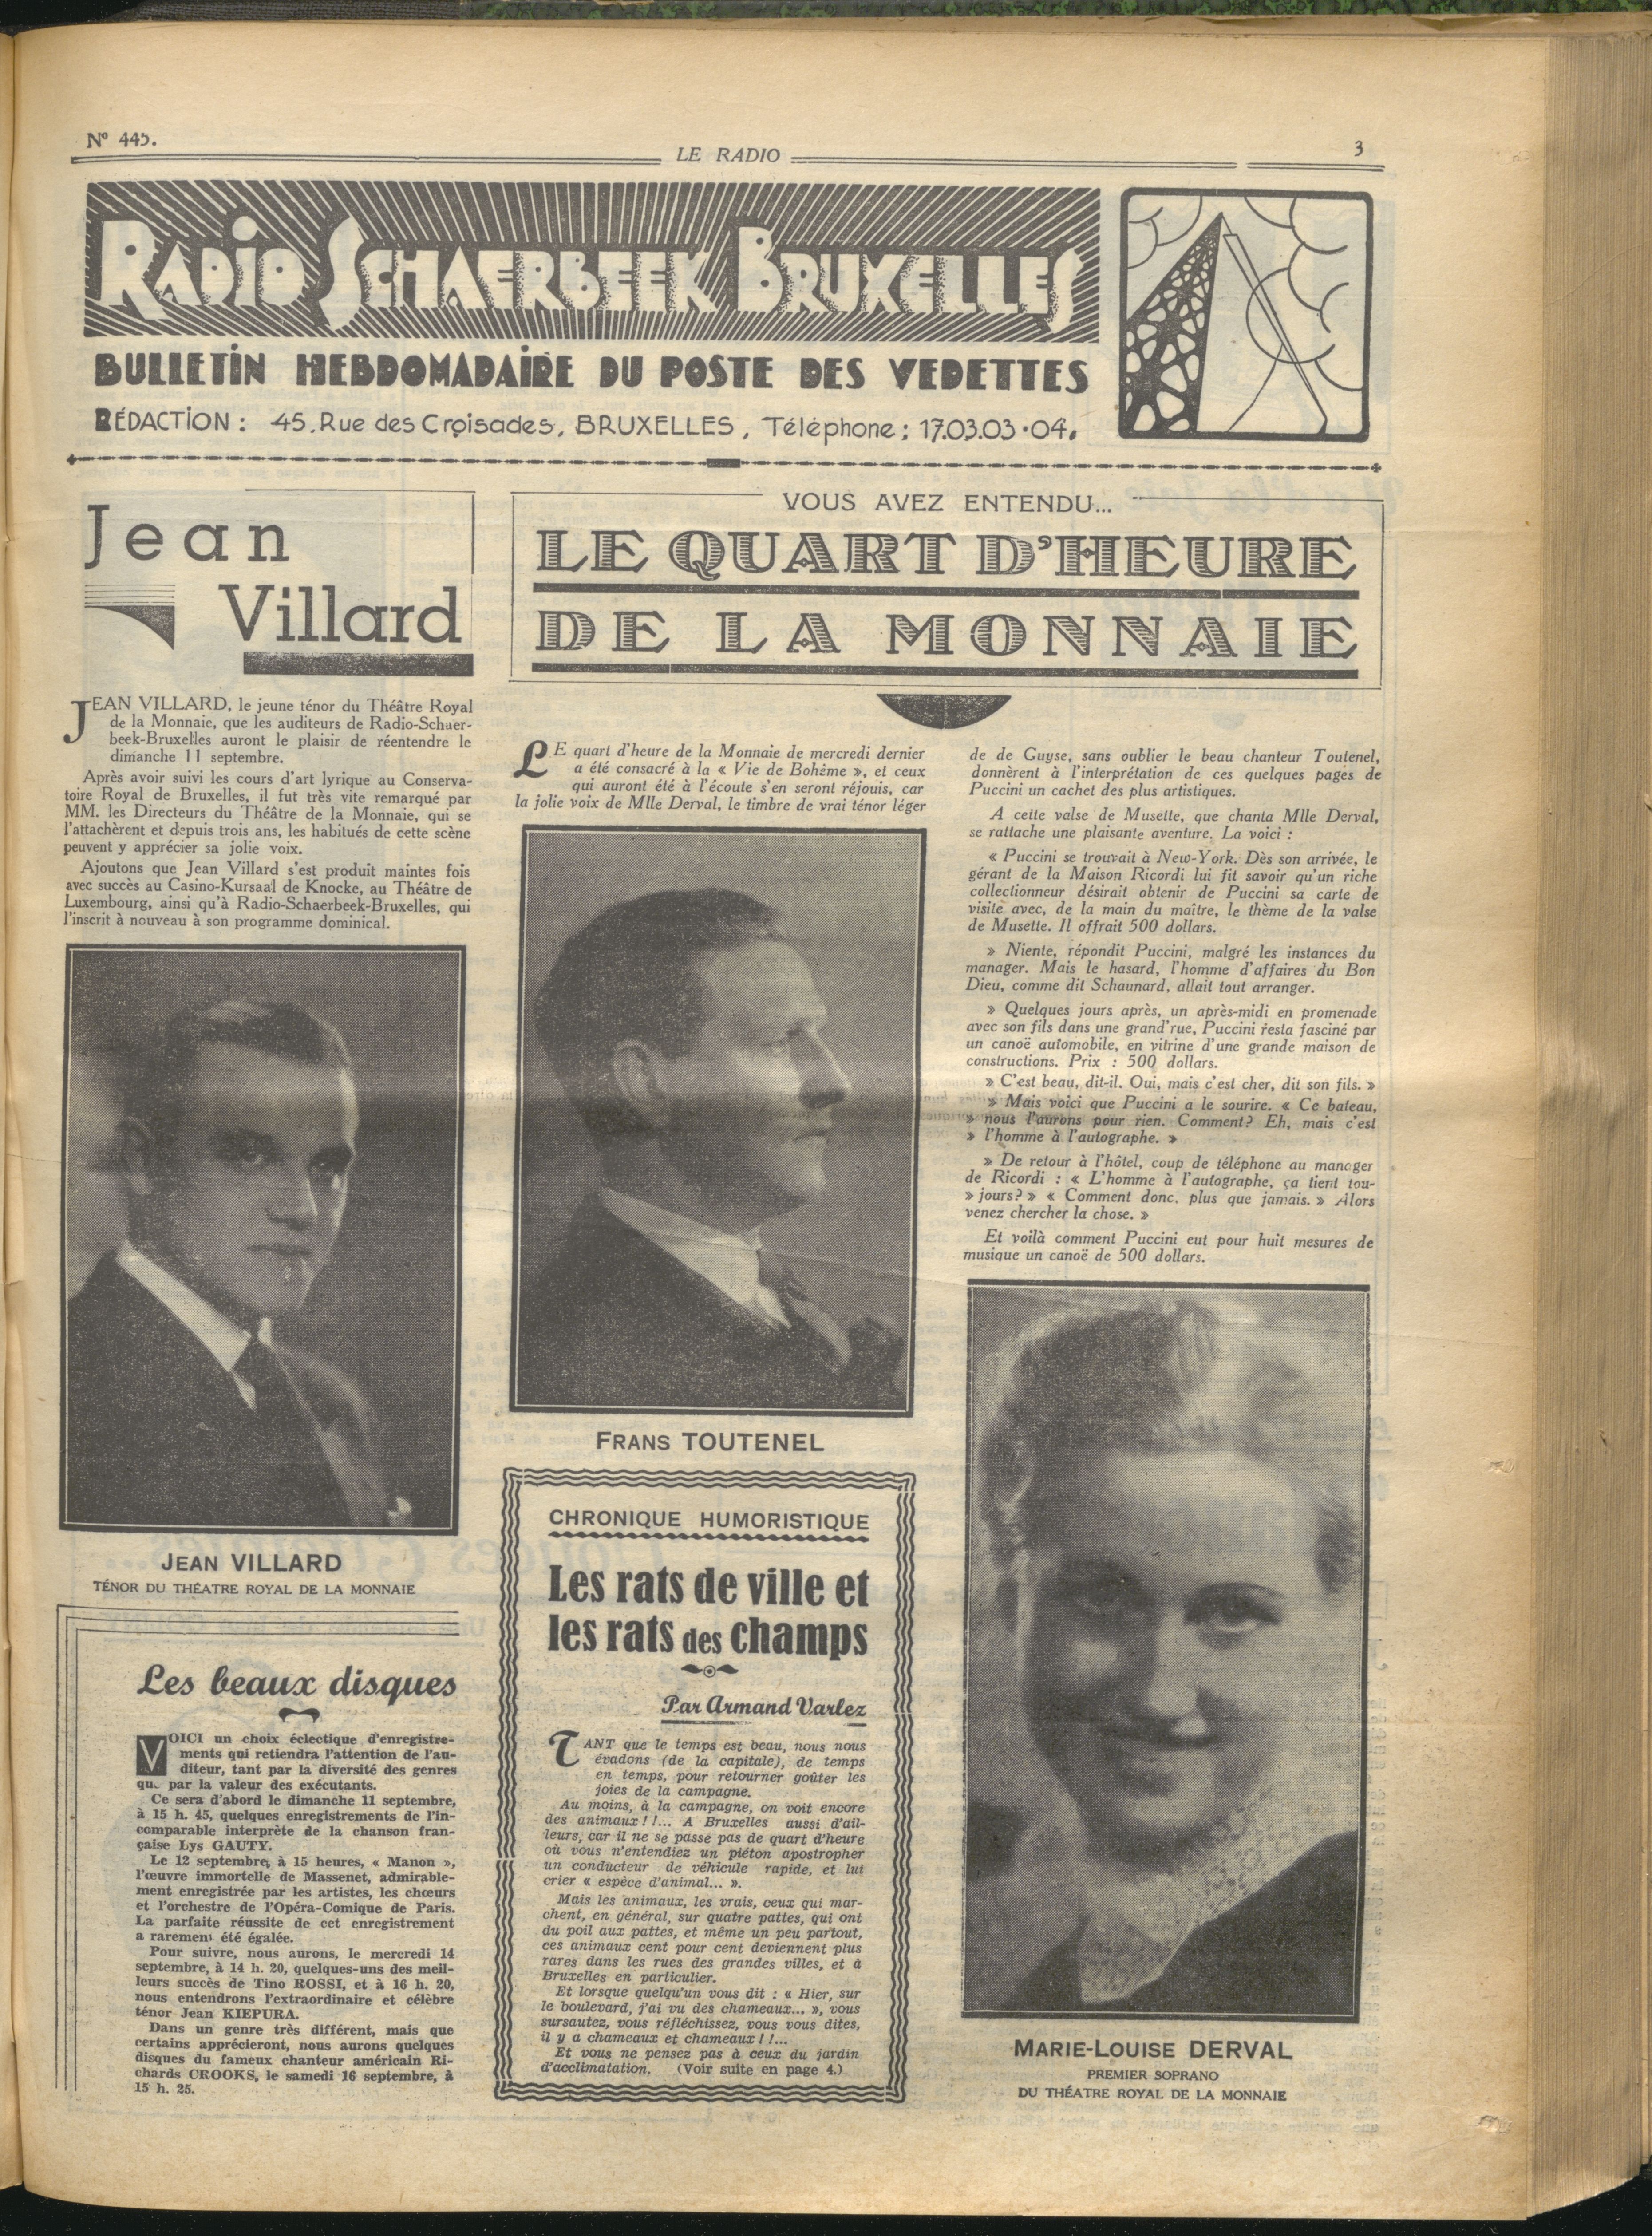 N° 445.
LE RADIO
3
RADIO SCHAERBEEK BRUXELLES
BULLETIN HEBDOMADAIRE DU POSTE DES VEDETTES
RÉDACTION : 45, Rue des Croisades, BRUXELLES, Téléphone : 17.03.03 · 04.
Jean
Villard
JEAN VILLARD, le jeune ténor du Théâtre Royal
de la Monnaie, que les auditeurs de Radio-Schaer-
beek-Bruxelles auront le plaisir de réentendre le
dimanche 11 septembre.
Après avoir suivi les cours d'art lyrique au Conserva-
toire Royal de Bruxelles, il fut très vite remarqué par
MM. les Directeurs du Théâtre de la Monnaie, qui se
l'attachèrent et depuis trois ans, les habitués de cette scène
peuvent y apprécier sa jolie voix.
Ajoutons que Jean Villard s'est produit maintes fois
avec succès au Casino-Kursaal de Knocke, au Théâtre de
Luxembourg, ainsi qu'à Radio-Schaerbeek-Bruxelles, qui
l'inscrit à nouveau à son programme dominical.
JEAN VILLARD
TÉNOR DU THÉATRE ROYAL DE LA MONNAIE
Les beaux disques
VOICI un choix éclectique d'enregistre-
ments qui retiendra l'attention de l'au-
diteur, tant par la diversité des genres
que par la valeur des exécutants.
Ce sera d'abord le dimanche 11 septembre,
à 15 h. 45, quelques enregistrements de l'in-
comparable interprète de la chanson fran-
çaise Lys GAUTY.
Le 12 septembre, à 15 heures, « Manon »,
l'œuvre immortelle de Massenet, admirable-
ment enregistrée par les artistes, les chœurs
et l'orchestre de l'Opéra-Comique de Paris.
La parfaite réussite de cet enregistrement
a rarement été égalée.
Pour suivre, nous aurons, le mercredi 14
septembre, à 14 h. 20, quelques-uns des meil-
leurs succès de Tino ROSSI, et à 16 h. 20,
nous entendrons l'extraordinaire et célèbre
ténor Jean KIEPURA.
Dans un genre très différent, mais que
certains apprécieront, nous aurons quelques
disques du fameux chanteur américain Ri-
chards CROOKS, le samedi 16 septembre, à
15 h. 25.
VOUS AVEZ ENTENDU...
LE QUART D'HEURE
DE LA MONNAIE
LE quart d'heure de la Monnaie de mercredi dernier
a été consacré à la « Vie de Bohème », et ceux
qui auront été à l'écoute s'en seront réjouis, car
la jolie voix de Mlle Derval, le timbre de vrai ténor léger
FRANS TOUTENEL
CHRONIQUE HUMORISTIQUE
Les rats de ville et
les rats des champs
Par Armand Varlez
TANT que le temps est beau, nous nous
évadons (de la capitale), de temps
en temps, pour retourner goûter les
joies de la campagne.
Au moins, à la campagne, on voit encore
des animaux ! !... A Bruxelles aussi d'ail-
leurs, car il ne se passe pas de quart d'heure
où vous n'entendiez un piéton apostropher
un conducteur de véhicule rapide, et lui
crier « espèce d'animal... ».
Mais les animaux, les vrais, ceux qui mar-
chent, en général, sur quatre pattes, qui ont
du poil aux pattes, et même un peu partout,
ces animaux cent pour cent deviennent plus
rares dans les rues des grandes villes, et à
Bruxelles en particulier.
Et lorsque quelqu'un vous dit : « Hier, sur
le boulevard, j'ai vu des chameaux... », vous
sursautez, vous réfléchissez, vous vous dites,
il y a chameaux et chameaux ! !...
Et vous ne pensez pas à ceux du jardin
d'acclimatation. (Voir suite en page 4.)
de de Guyse, sans oublier le beau chanteur Toutenel,
donnèrent à l'interprétation de ces quelques pages de
Puccini un cachet des plus artistiques.
A cette valse de Musette, que chanta Mlle Derval,
se rattache une plaisante aventure. La voici :
« Puccini se trouvait à New-York. Dès son arrivée, le
gérant de la Maison Ricordi lui fit savoir qu'un riche
collectionneur désirait obtenir de Puccini sa carte de
visite avec, de la main du maître, le thème de la valse
de Musette. Il offrait 500 dollars.
» Niente, répondit Puccini, malgré les instances du
manager. Mais le hasard, l'homme d'affaires du Bon
Dieu, comme dit Schaunard, allait tout arranger.
» Quelques jours après, un après-midi en promenade
avec son fils dans une grand'rue, Puccini resta fasciné par
un canoë automobile, en vitrine d'une grande maison de
constructions. Prix : 500 dollars.
» C'est beau, dit-il. Oui, mais c'est cher, dit son fils. »
» Mais voici que Puccini a le sourire. « Ce bateau,
» nous l'aurons pour rien. Comment? Eh, mais c'est
» l'homme à l'autographe. »
» De retour à l'hôtel, coup de téléphone au manager
de Ricordi : « L'homme à l'autographe, ça tient tou-
» jours? » « Comment donc, plus que jamais. » Alors
venez chercher la chose. »
Et voilà comment Puccini eut pour huit mesures de
musique un canoë de 500 dollars.
MARIE-LOUISE DERVAL
PREMIER SOPRANO
DU THÉATRE ROYAL DE LA MONNAIE